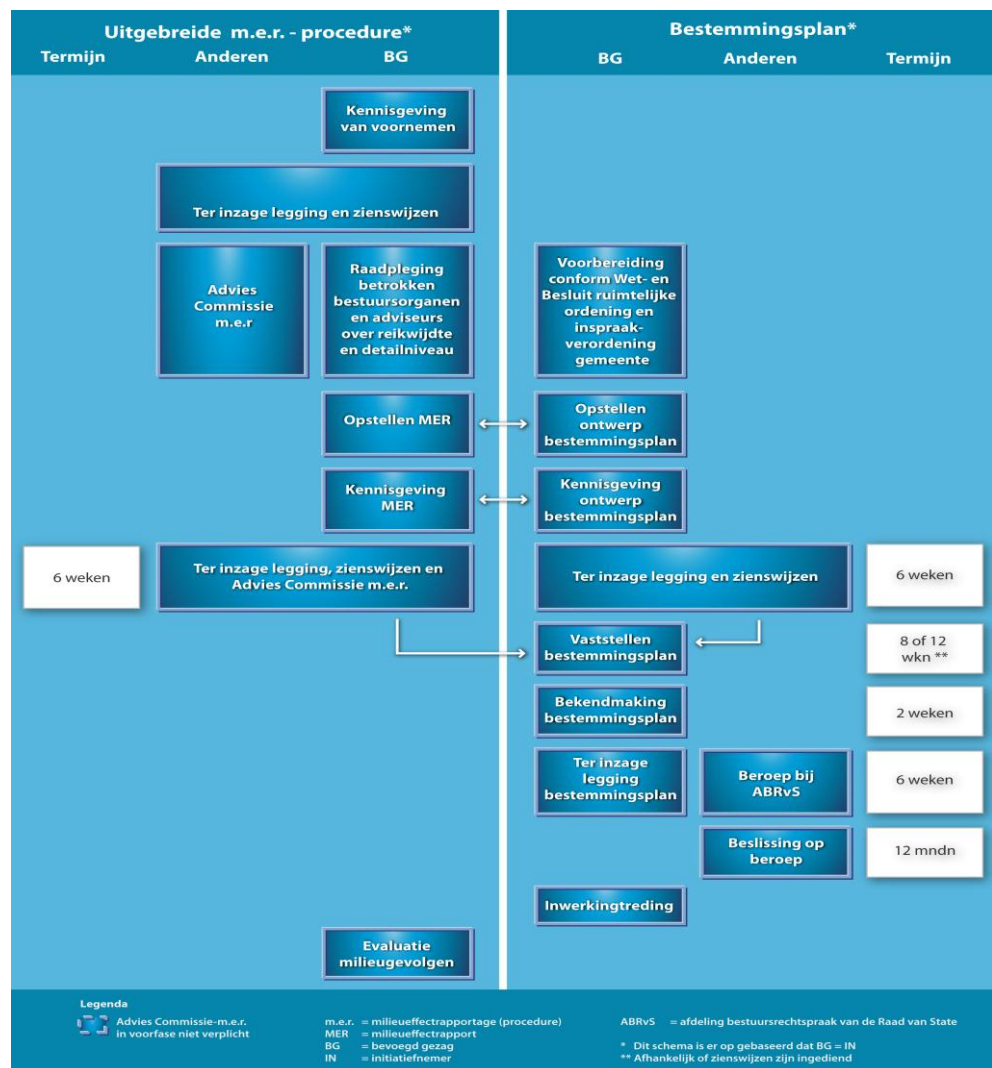 Uitgebreide m.e.r. - procedure*
Termijn Anderen BG
Bestemmingsplan*
BG Anderen Termijn
Kennisgeving
van voornemen
Ter inzage legging en zienswijzen
Advies
Commissie
m.e.r
Raadpleging
betrokken
bestuursorganen
en adviseurs
over reikwijdte
en detailniveau
Voorbereiding
conform Wet- en
Besluit ruimtelijke
ordening en
inspraak-
verordening
gemeente
Opstellen MER
Opstellen
ontwerp
bestemmingsplan
Kennisgeving
MER
Kennisgeving
ontwerp
bestemmingsplan
6 weken
Ter inzage legging, zienswijzen en
Advies Commissie m.e.r.
Ter inzage legging en zienswijzen
6 weken
Vaststellen
bestemmingsplan
8 of 12
wkn **
Bekendmaking
bestemmingsplan
2 weken
Ter inzage
legging
bestemmingsplan
Beroep bij
ABRvS
6 weken
Beslissing op
beroep
12 mndn
Inwerkingtreding
Evaluatie
milieugevolgen
Legenda
Advies Commissie-m.e.r.
in voorfase niet verplicht
m.e.r. = milieueffectrapportage (procedure)
MER = milieueffectrapport
BG = bevoegd gezag
IN = initiatiefnemer
ABRvS = afdeling bestuursrechtspraak van de Raad van State
* Dit schema is er op gebaseerd dat BG = IN
** Afhankelijk of zienswijzen zijn ingediend